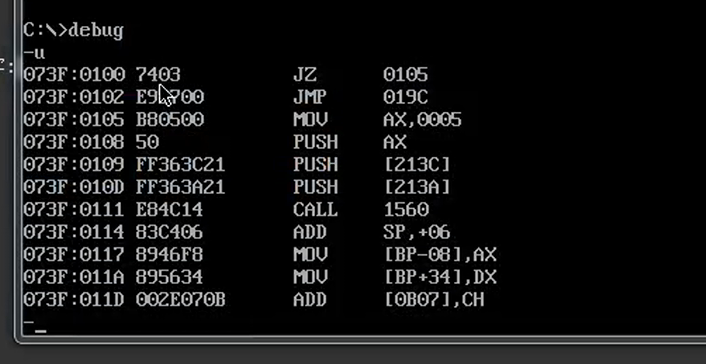 C:\>debug
-u
073F:0100 7403 JZ 0105
073F:0102 JMP 019C
073F:0105 B80500 MOV AX,0005
073F:0108 50 PUSH AX
073F:0109 FF363C21 PUSH [213C]
073F:010D FF363A21 PUSH [213A]
073F:0111 E84C14 CALL 1560
073F:0114 83C406 ADD SP,+06
073F:0117 8946F8 MOV [BP-08],AX
073F:011A 895634 MOV [BP+34],DX
073F:011D 002E070B ADD [0B07],CH
-_